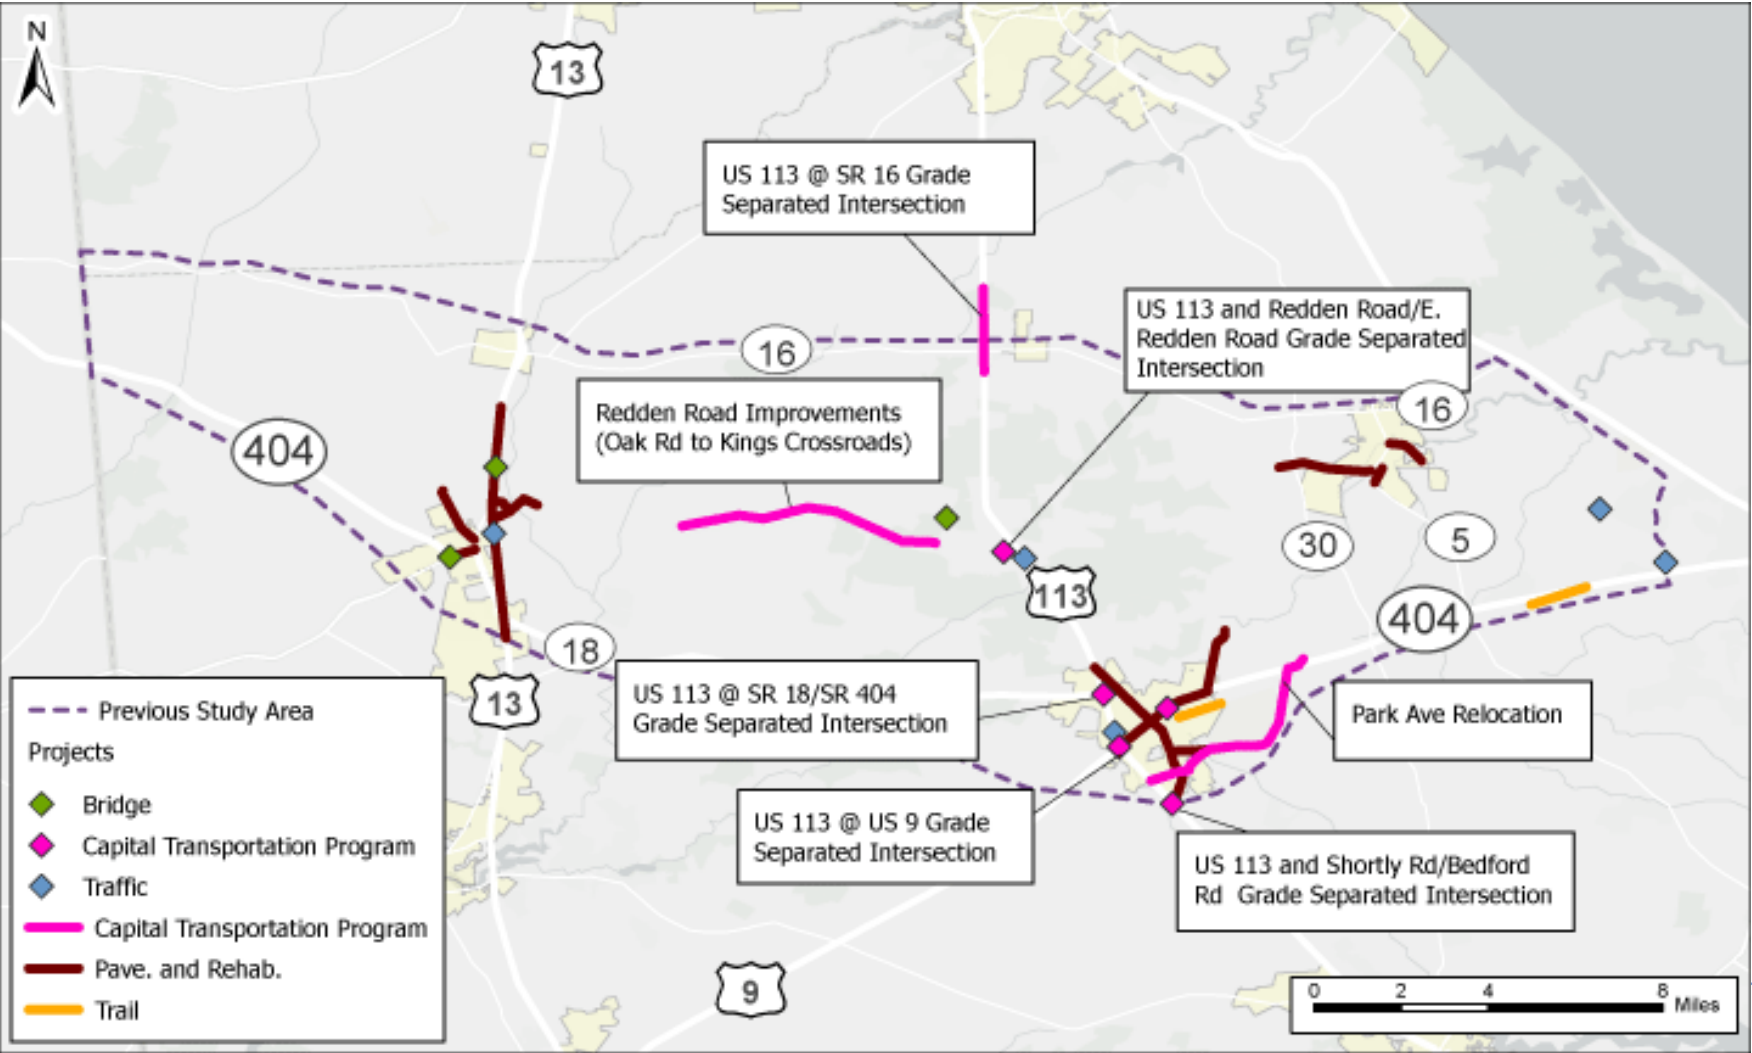 N
13
US 113 @ SR 16 Grade
Separated Intersection
US 113 and Redden Road/E.
Redden Road Grade Separated
Intersection
16
Redden Road Improvements
(Oak Rd to Kings Crossroads)
16
404
30
5
113
404
18
13
US 113 @ SR 18/SR 404
Grade Separated Intersection
Park Ave Relocation
US 113 @ US 9 Grade
Separated Intersection
US 113 and Shortly Rd/Bedford
Rd  Grade Separated Intersection
9
Previous Study Area
Projects
Bridge
Capital Transportation Program
Traffic
Capital Transportation Program
Pave. and Rehab.
Trail
0 2 4 8
Miles